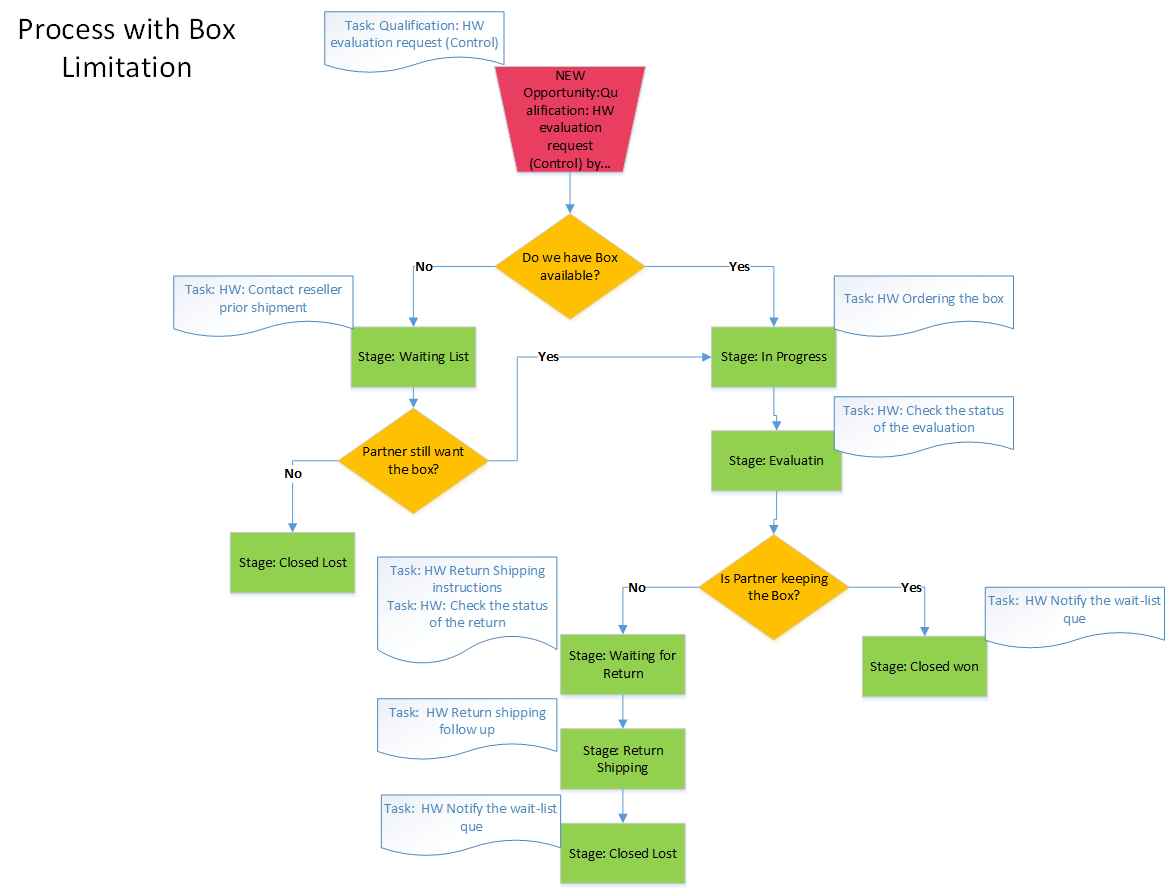 Process with Box
Limitation
Task: Qualification: HW
evaluation request (Control)
NEW
Opportunity:Qu
alification: HW
evaluation
request
(Control) by...
Do we have Box
available?
No
Yes
Task: HW: Contact reseller
prior shipment
Task: HW Ordering the box
Stage: Waiting List
Yes
Stage: In Progress
Task: HW: Check the status
of the evaluation
Partner still want
the box?
Stage: Evaluatin
No
Stage: Closed Lost
Task: HW Return Shipping
instructions
Task: HW: Check the status
of the return
Is Partner keeping
the Box?
No
Yes
Task:  HW Notify the wait-list
que
Stage: Waiting for
Return
Stage: Closed won
Task:  HW Return shipping
follow up
Stage: Return
Shipping
Task:  HW Notify the wait-list
que
Stage: Closed Lost